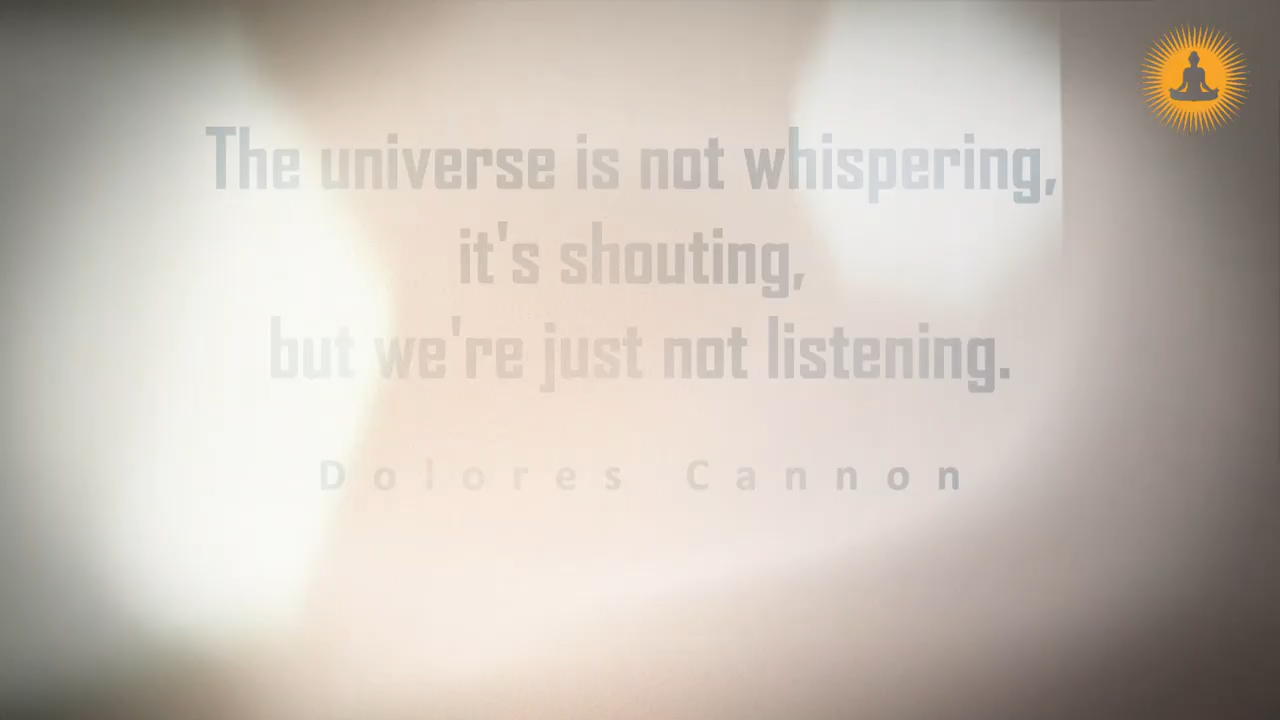 The universe is not whispering,
it's shouting,
but we're just not listening.
Dolores Cannon